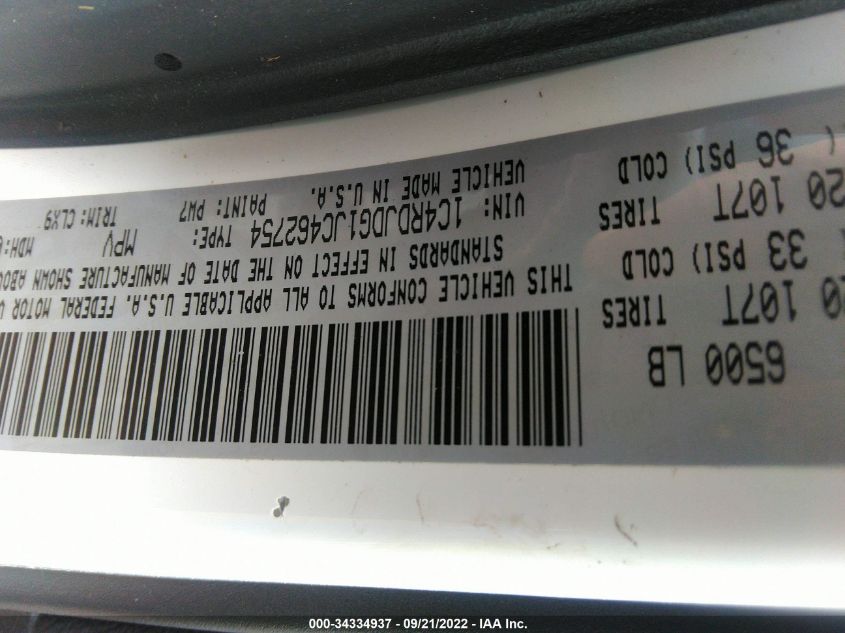 6500 LB
20 107T TIRES
33 PSI) COLD
20 107T TIRES
36 PSI) COLD
THIS VEHICLE CONFORMS TO ALL APPLICABLE U.S.A. FEDERAL MOTOR
STANDARDS IN EFFECT ON THE DATE OF MANUFACTURE SHOWN
VIN: 1C4RDJDG1JC462754 TYPE: MPV MDH:
VEHICLE MADE IN U.S.A. PAINT: PW7 TRIM: CLX9
000-34334937 - 09/21/2022 - IAA Inc.